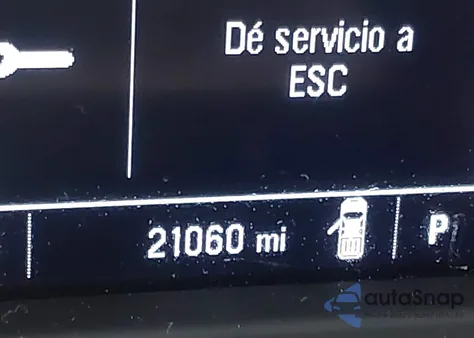 Dé servicio a
ESC
21060 mi
P
autoSnap